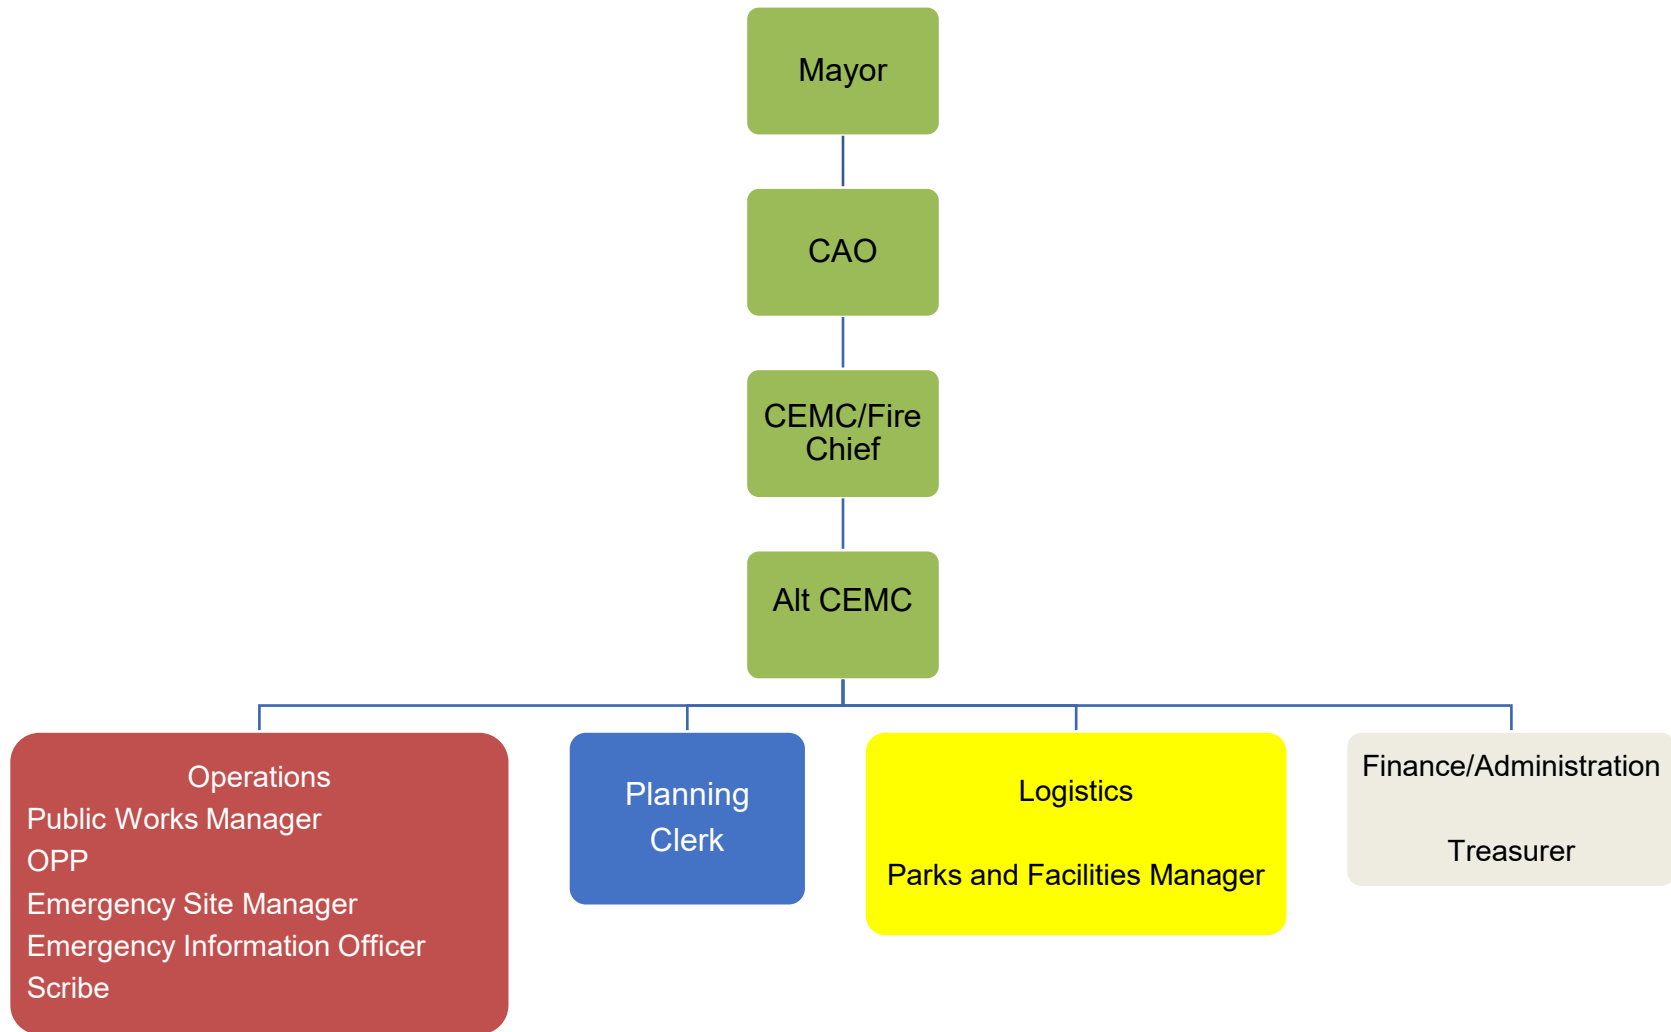 Mayor
CAO
CEMC/Fire
Chief
Alt CEMC
Operations
Public Works Manager
OPP
Emergency Site Manager
Emergency Information Officer
Scribe
Planning
Clerk
Logistics
Parks and Facilities Manager
Finance/Administration
Treasurer